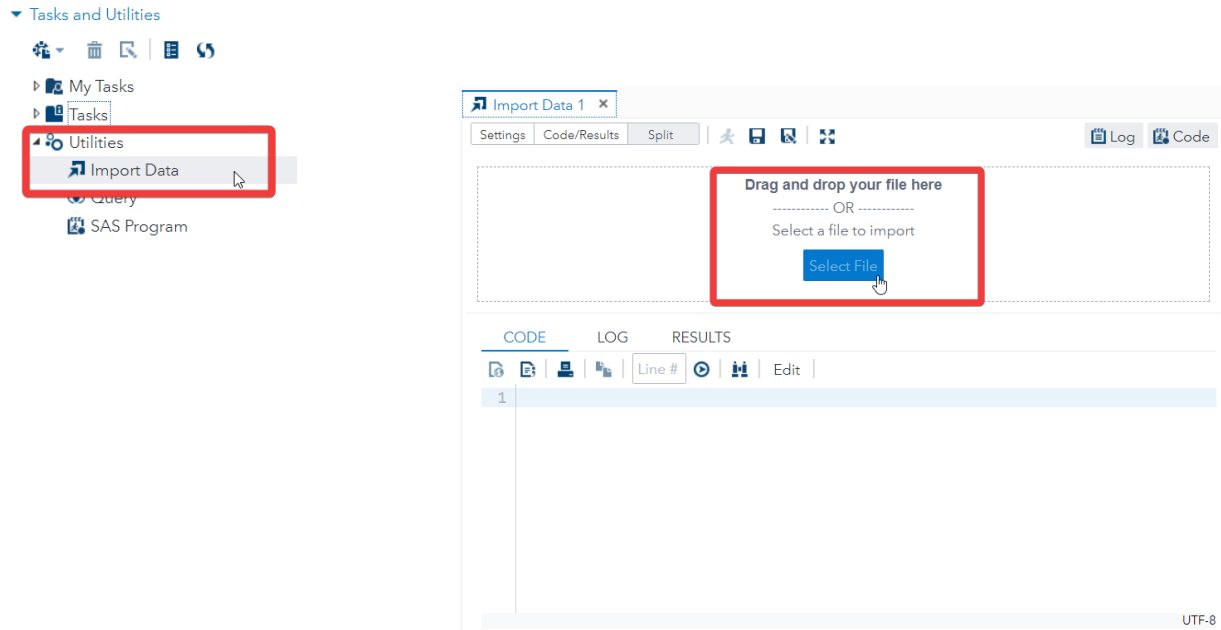 Tasks and Utilities
My Tasks
Tasks
Utilities
Import Data
Query
SAS Program
Import Data 1
Settings Code/Results Split Log Code
Drag and drop your file here
------------ OR ------------
Select a file to import
Select File
CODE LOG RESULTS
Line # Edit
1
UTF-8